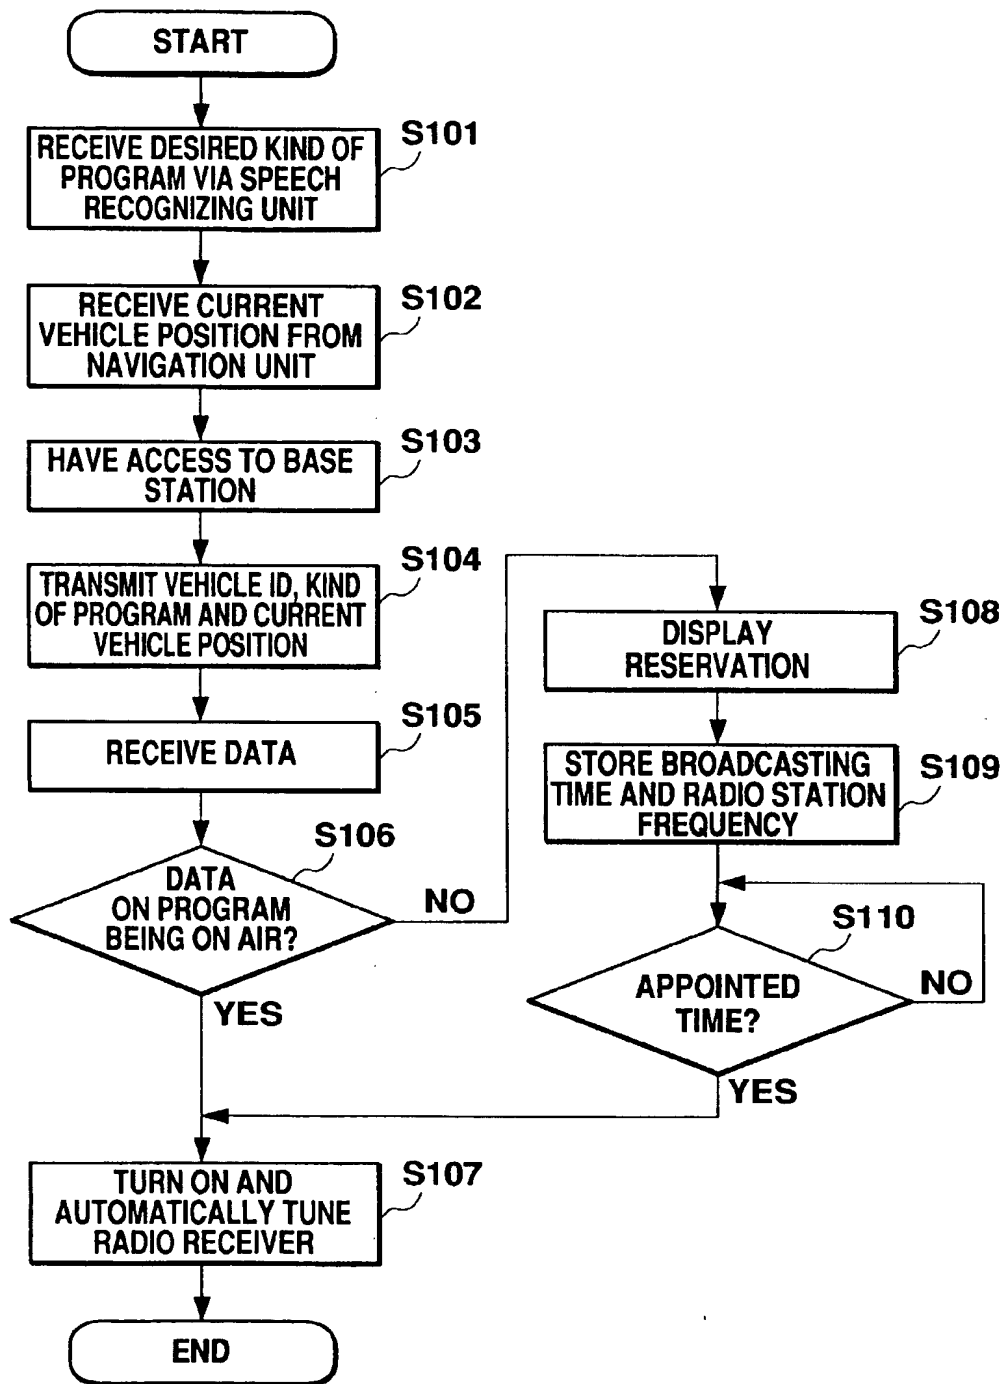 START
S101
RECEIVE DESIRED KIND OF
PROGRAM VIA SPEECH
RECOGNIZING UNIT
S102
RECEIVE CURRENT
VEHICLE POSITION FROM
NAVIGATION UNIT
S103
HAVE ACCESS TO BASE
STATION
S104
TRANSMIT VEHICLE ID, KIND
OF PROGRAM AND CURRENT
VEHICLE POSITION
S105
RECEIVE DATA
S106
DATA
ON PROGRAM
BEING ON AIR?
NO
YES
S108
DISPLAY
RESERVATION
S109
STORE BROADCASTING
TIME AND RADIO STATION
FREQUENCY
S110
APPOINTED
TIME?
NO
YES
S107
TURN ON AND
AUTOMATICALLY TUNE
RADIO RECEIVER
END